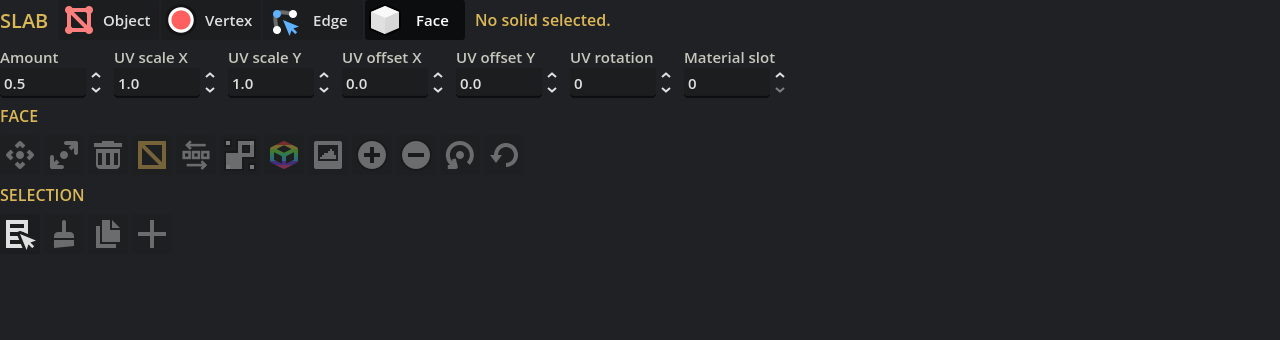 SLAB Object Vertex Edge Face No solid selected.
Amount UV scale X UV scale Y UV offset X UV offset Y UV rotation Material slot
0.5 1.0 1.0 0.0 0.0 0 0
FACE
SELECTION